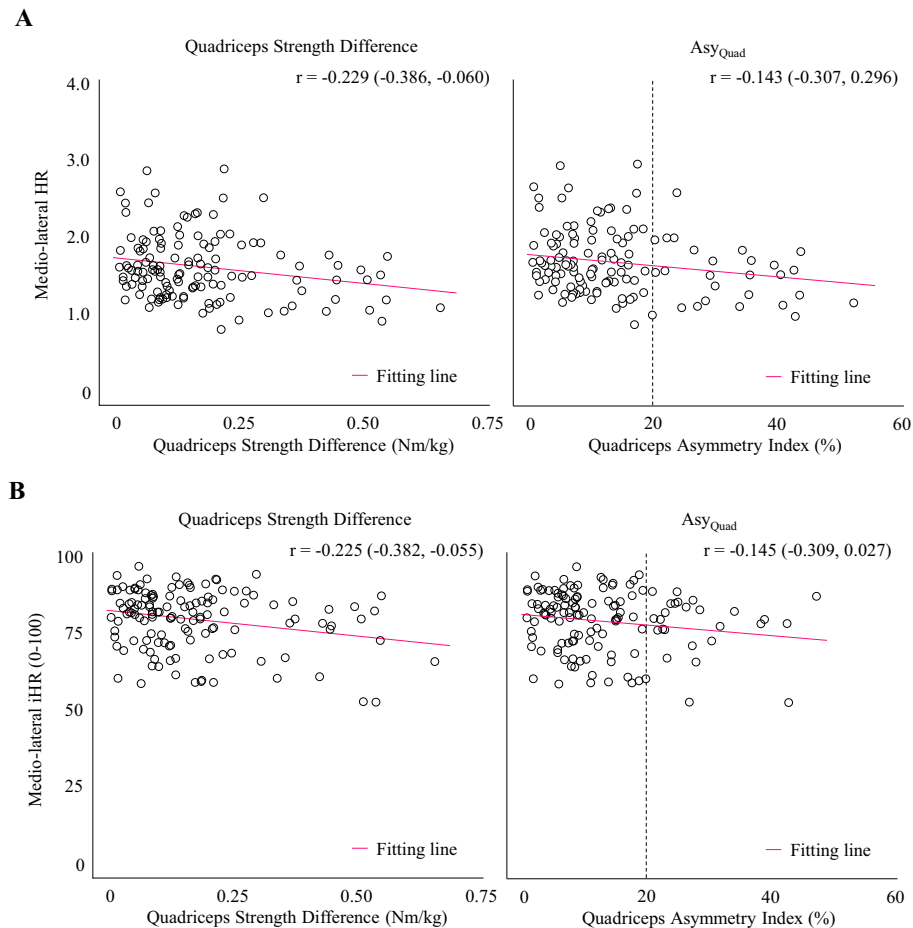 A
Quadriceps Strength Difference
r = -0.229 (-0.386, -0.060)
Asy_Quad
r = -0.143 (-0.307, 0.296)
4.0
3.0
2.0
1.0
0
Medio-lateral HR
Fitting line
Fitting line
0 0.25 0.50 0.75
Quadriceps Strength Difference (Nm/kg)
0 20 40 60
Quadriceps Asymmetry Index (%)
B
Quadriceps Strength Difference
r = -0.225 (-0.382, -0.055)
Asy_Quad
r = -0.145 (-0.309, 0.027)
100
75
50
25
0
Medio-lateral iHR (0-100)
Fitting line
Fitting line
0 0.25 0.50 0.75
Quadriceps Strength Difference (Nm/kg)
0 20 40 60
Quadriceps Asymmetry Index (%)